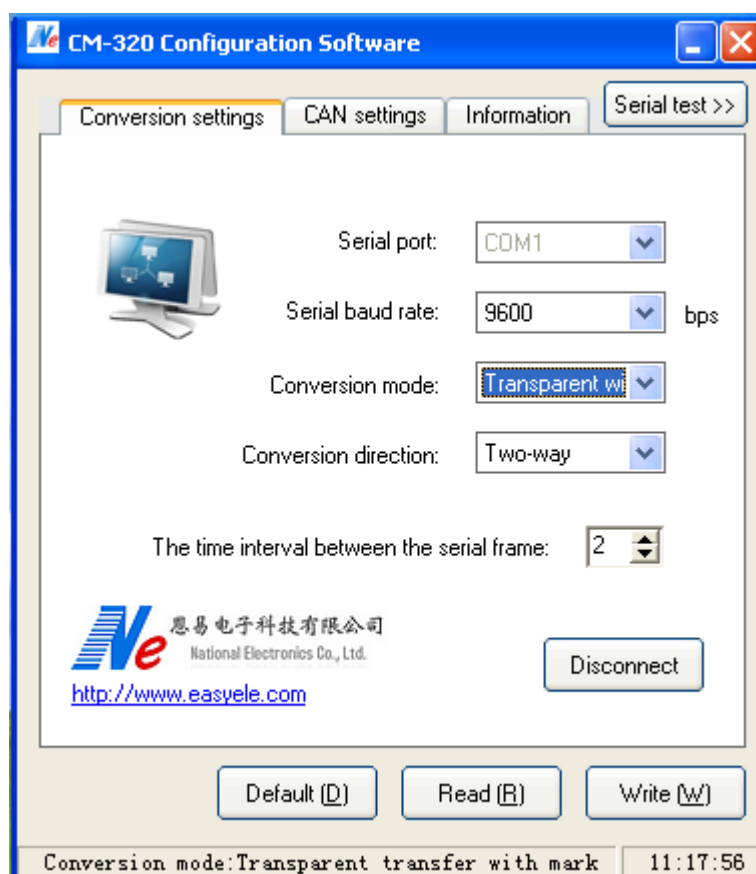 Ne CM-320 Configuration Software
Conversion settings CAN settings Information Serial test >>
Serial port: COM1
Serial baud rate: 9600 bps
Conversion mode: Transparent wi
Conversion direction: Two-way
The time interval between the serial frame: 2
Ne 恩易电子科技有限公司
National Electronics Co., Ltd.
http://www.easyele.com
Disconnect
Default (D) Read (R) Write (W)
Conversion mode:Transparent transfer with mark 11:17:56